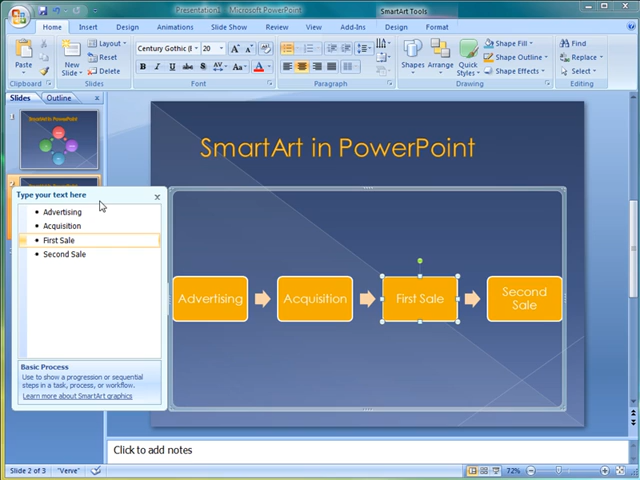 Presentation1 - Microsoft PowerPoint
SmartArt Tools
Home Insert Design Animations Slide Show Review View Add-Ins Design Format
Paste
Clipboard
New Slide
Layout
Reset
Delete
Slides
Century Gothic (
20
B I U S abc AV Aa A
Font
Paragraph
Shapes
Arrange
Quick Styles
Shape Fill
Shape Outline
Shape Effects
Drawing
Find
Replace
Select
Editing
Slides Outline
1
2
SmartArt in PowerPoint
Type your text here
Advertising
Acquisition
First Sale
Second Sale
Basic Process
Use to show a progression or sequential
steps in a task, process, or workflow.
Learn more about SmartArt graphics
Advertising
Acquisition
First Sale
Second
Sale
Click to add notes
Slide 2 of 3
"Verve"
72%